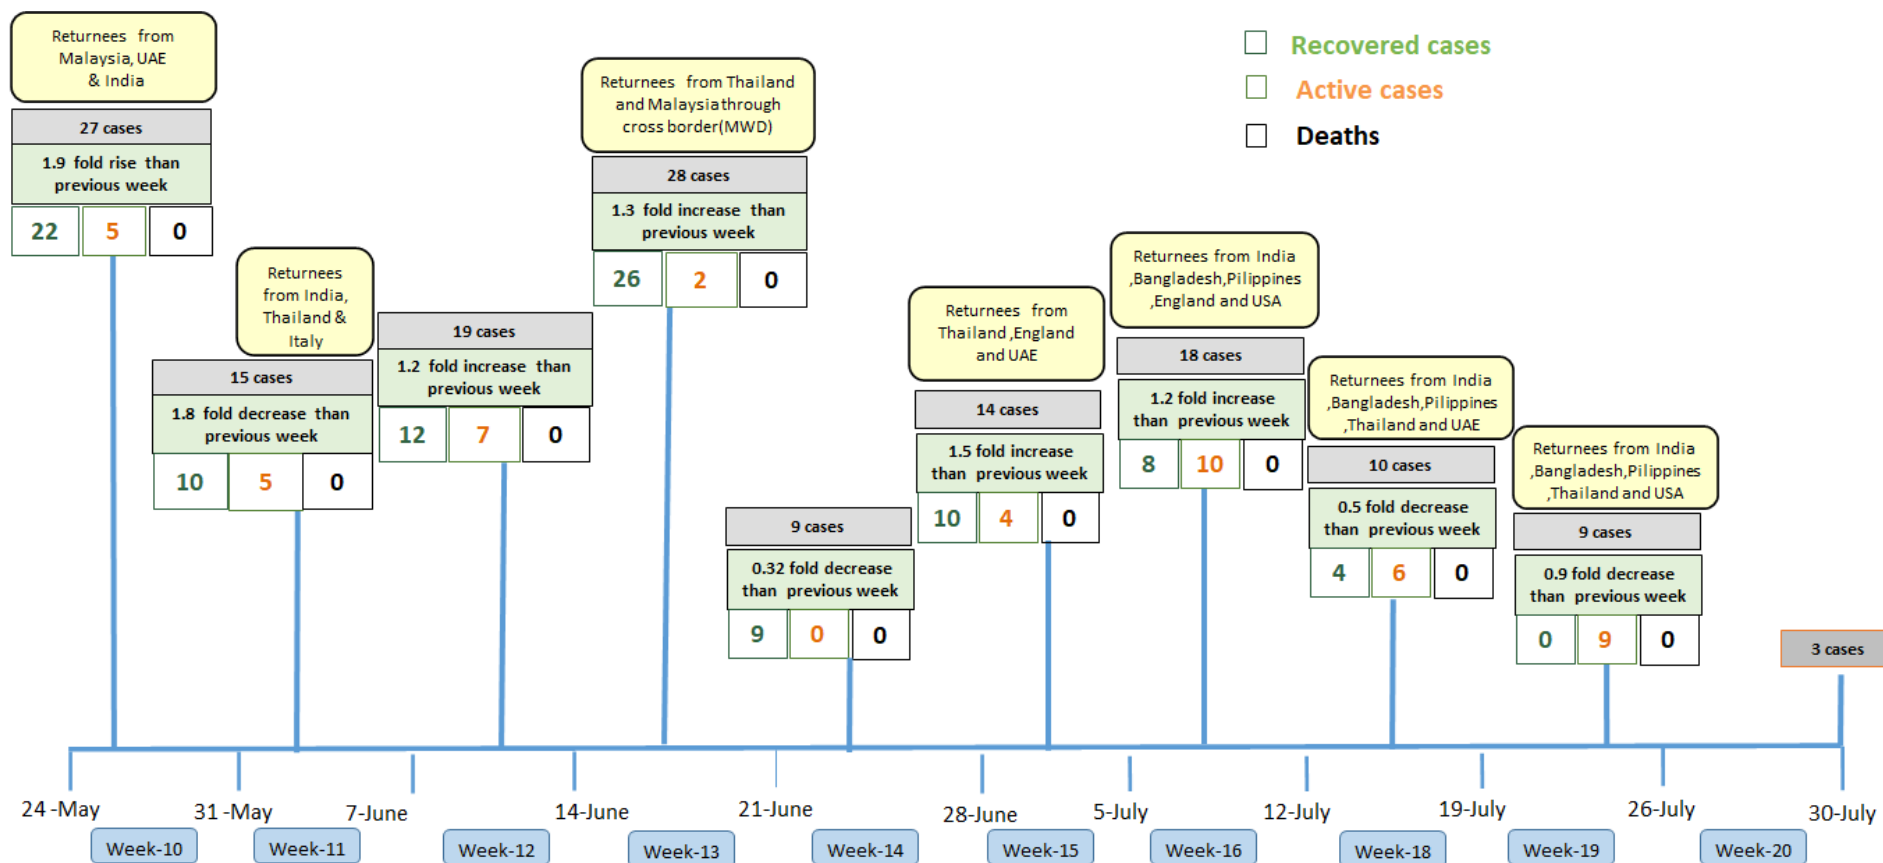 Returnees from
Malaysia, UAE
& India
27 cases
1.9 fold rise than
previous week
22 5 0
Returnees
from India,
Thailand &
Italy
15 cases
1.8 fold decrease than
previous week
10 5 0
19 cases
1.2 fold increase than
previous week
12 7 0
Returnees from Thailand
and Malaysia through
cross border(MWD)
28 cases
1.3 fold increase than
previous week
26 2 0
9 cases
0.32 fold decrease
than previous week
9 0 0
Returnees from
Thailand ,England
and UAE
14 cases
1.5 fold increase
than previous week
10 4 0
Returnees from India
,Bangladesh,Pilippines
,England and USA
18 cases
1.2 fold increase
than previous week
8 10 0
Returnees from India
,Bangladesh,Pilippines
,Thailand and UAE
10 cases
0.5 fold decrease
than previous week
4 6 0
Returnees from India
,Bangladesh,Pilippines
,Thailand and USA
9 cases
0.9 fold decrease
than previous week
0 9 0
3 cases
Recovered cases
Active cases
Deaths
24 -May 31 -May 7-June 14-June 21-June 28-June 5-July 12-July 19-July 26-July 30-July
Week-10 Week-11 Week-12 Week-13 Week-14 Week-15 Week-16 Week-18 Week-19 Week-20